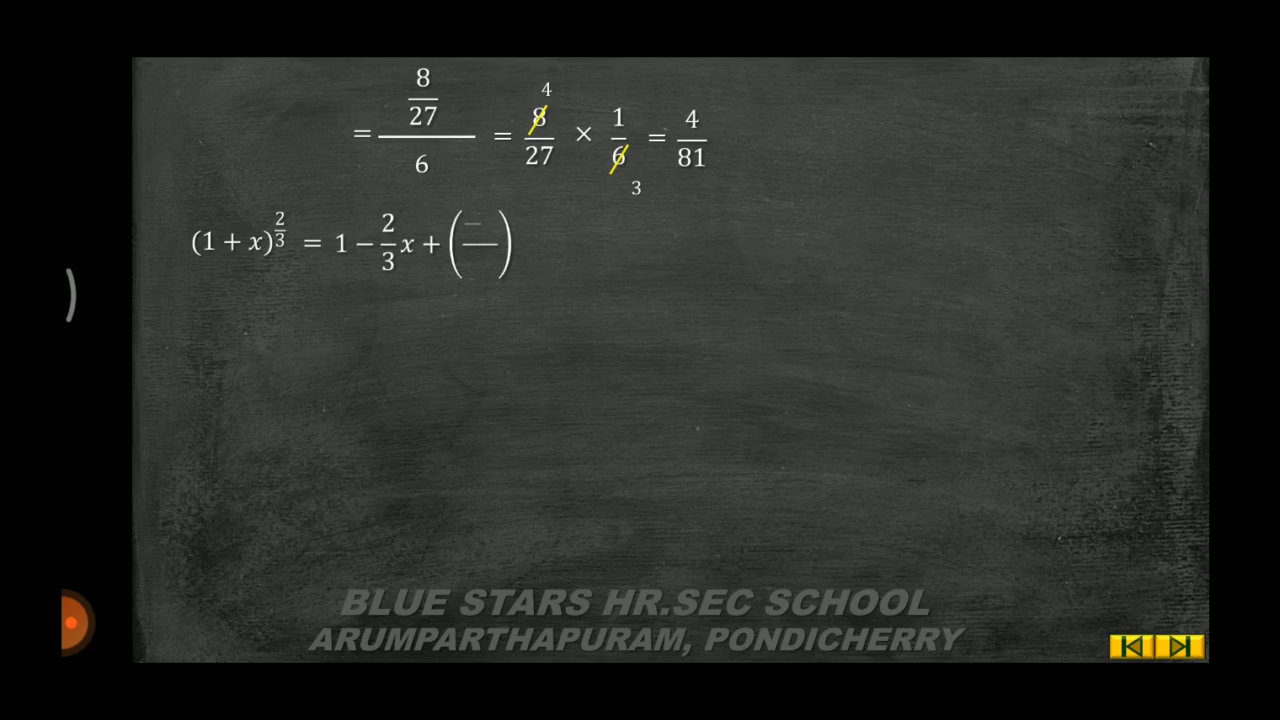 = 8/27 / 6 = 8/27 × 1/6 = 4/81
4
3
(1 + x)^2/3 = 1 − 2/3 x + ( )
BLUE STARS HR.SEC SCHOOL
ARUMPARTHAPURAM, PONDICHERRY